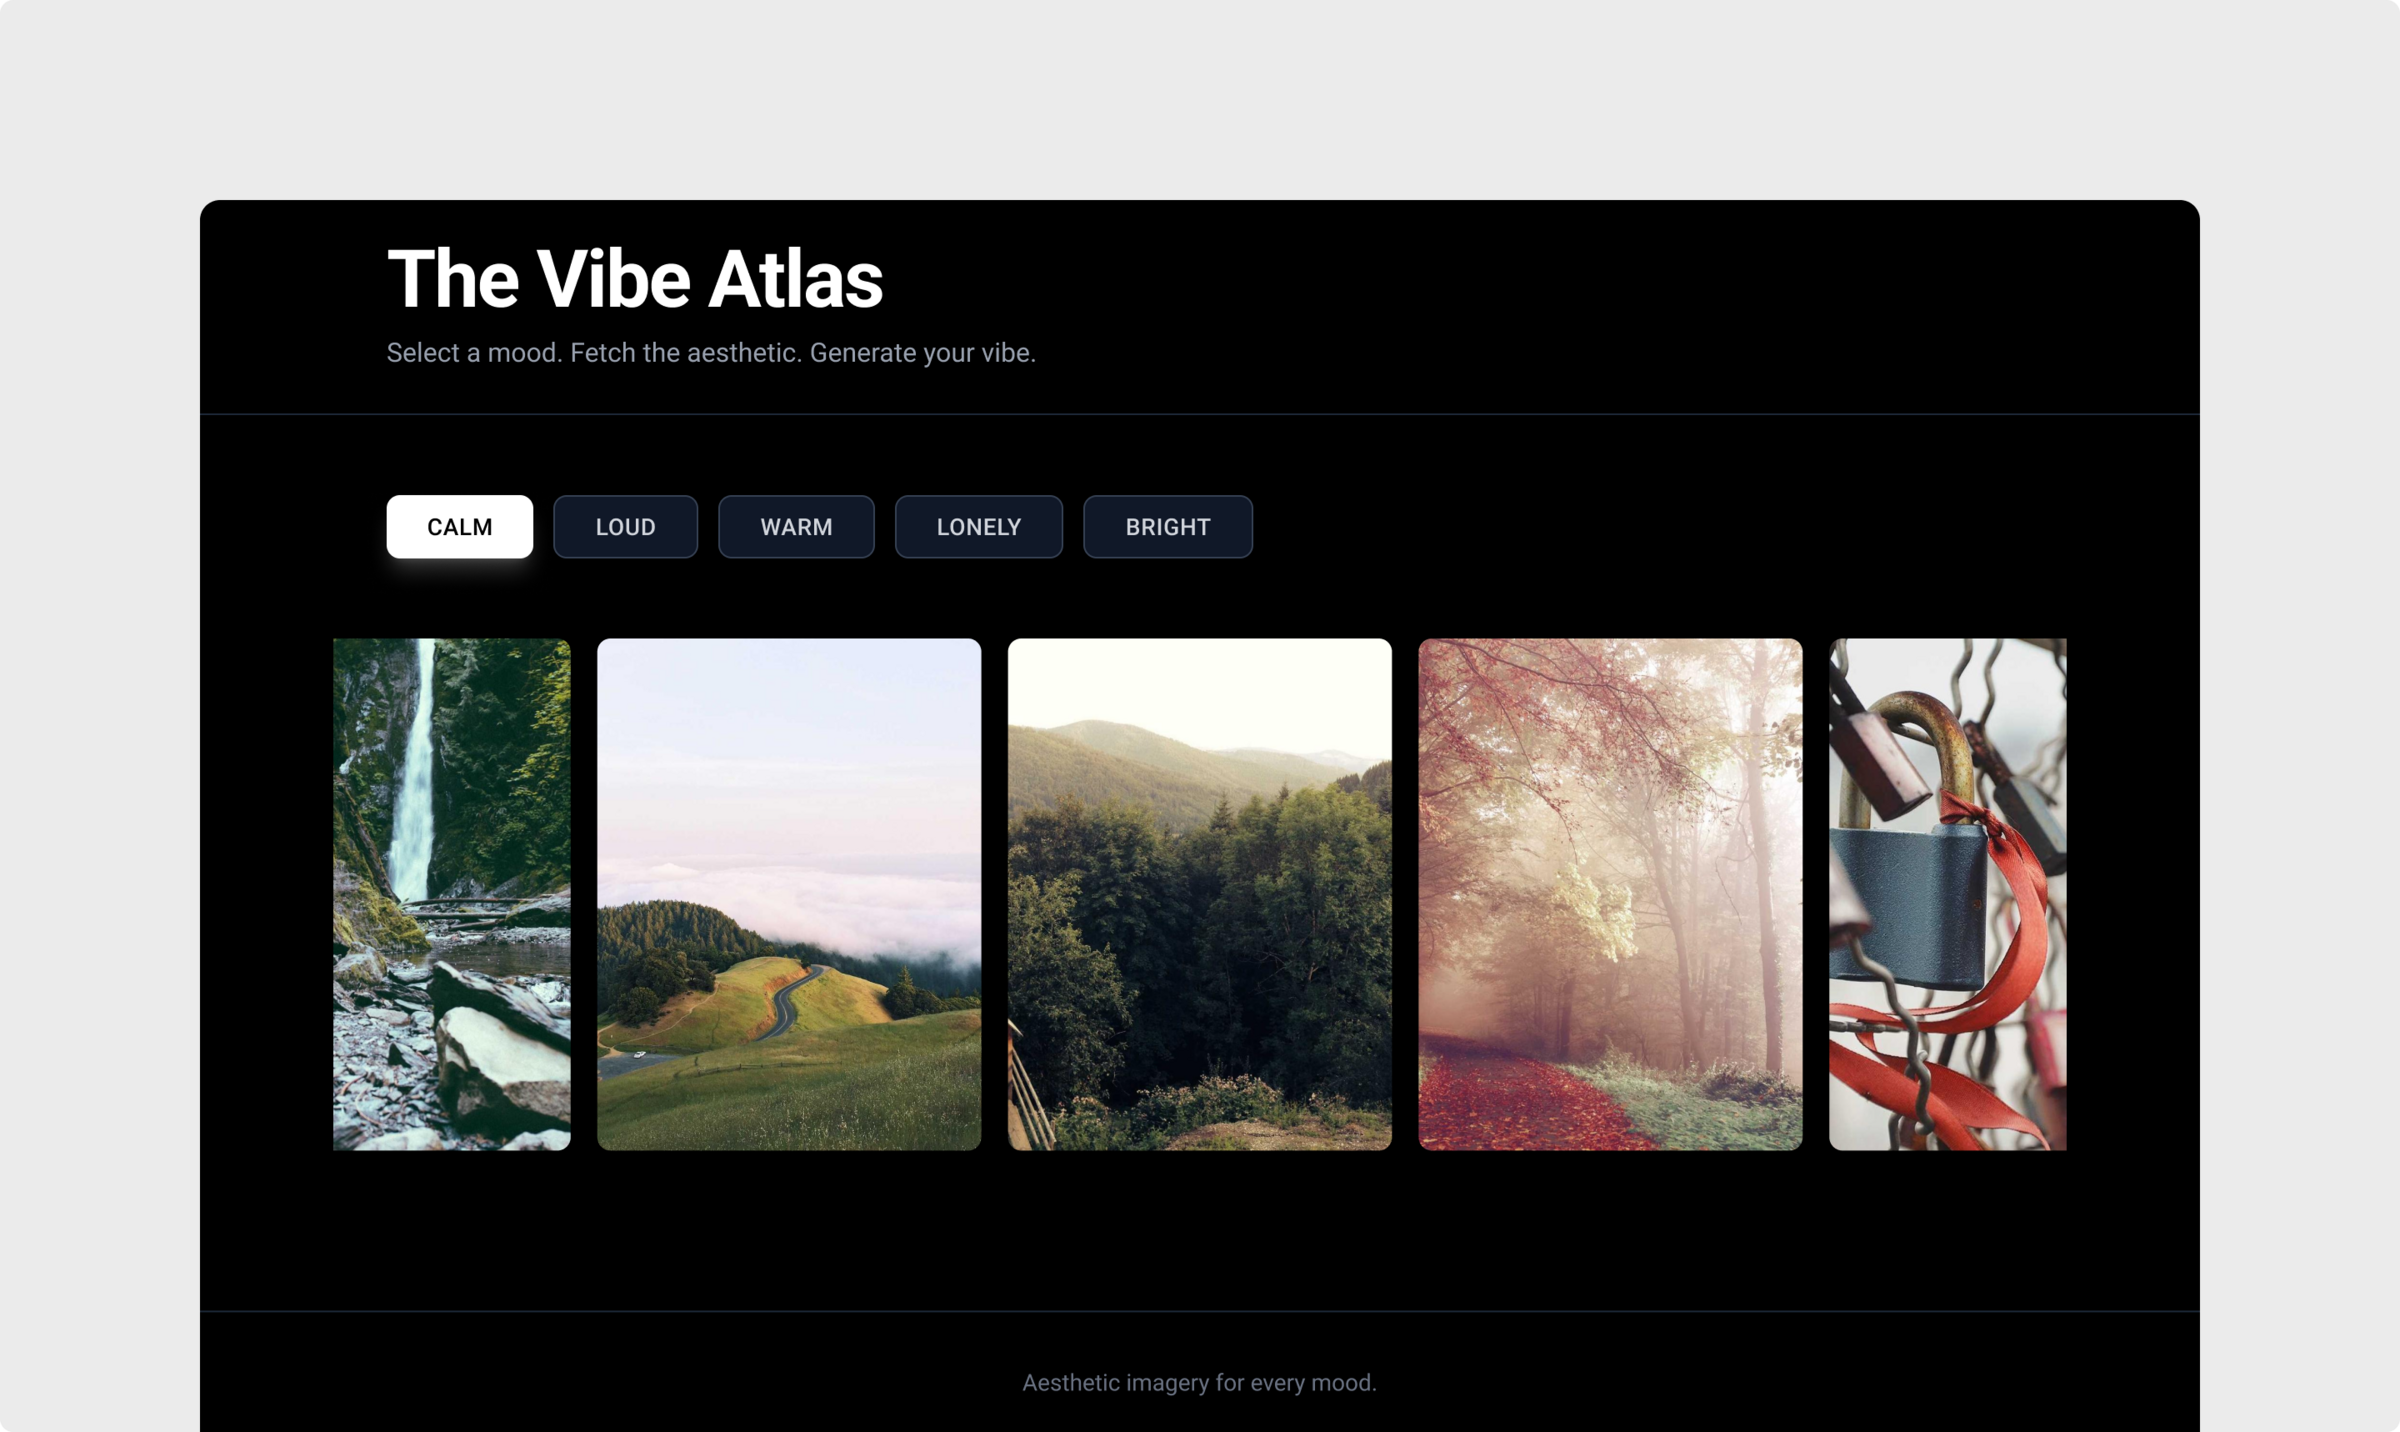 The Vibe Atlas
Select a mood. Fetch the aesthetic. Generate your vibe.
CALM LOUD WARM LONELY BRIGHT
Aesthetic imagery for every mood.